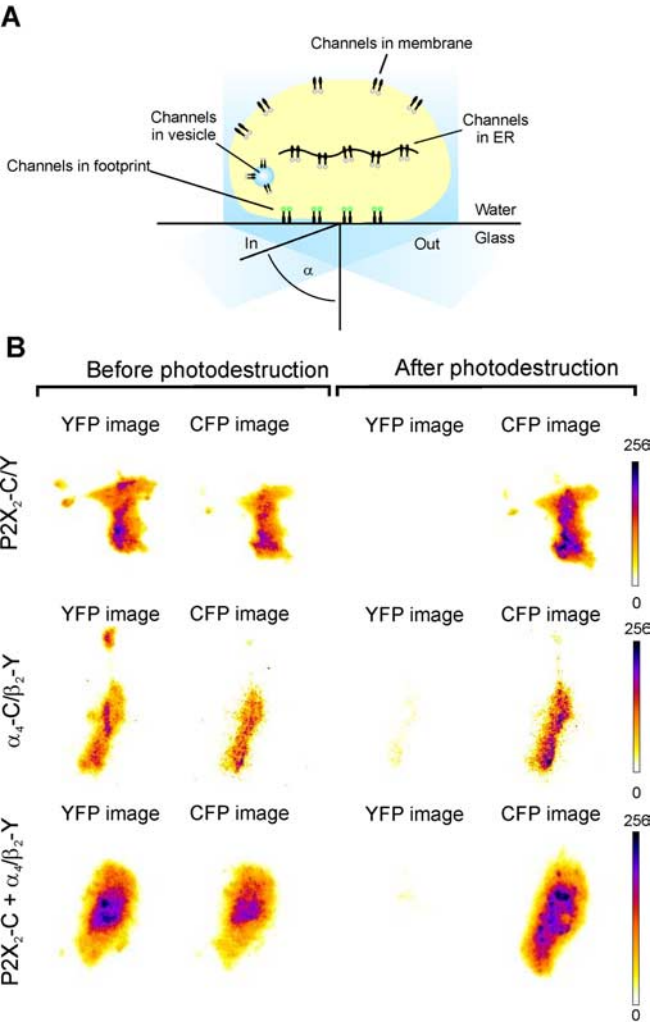 A
Channels in membrane
Channels
in vesicle
Channels
in ER
Channels in footprint
Water
Glass
In
Out
α
B
Before photodestruction
After photodestruction
YFP image
CFP image
YFP image
CFP image
P2X₂-C/Y
256
0
YFP image
CFP image
YFP image
CFP image
α₄-C/β₂-Y
256
0
YFP image
CFP image
YFP image
CFP image
P2X₂-C + α₄/β₂-Y
256
0